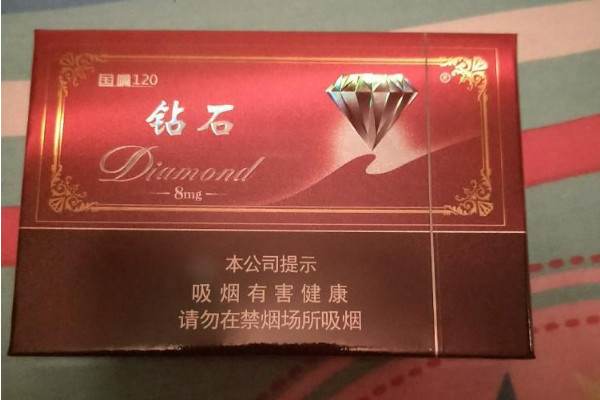 国嘴120
钻石
Diamond
8mg
®
本公司提示
吸烟有害健康
请勿在禁烟场所吸烟